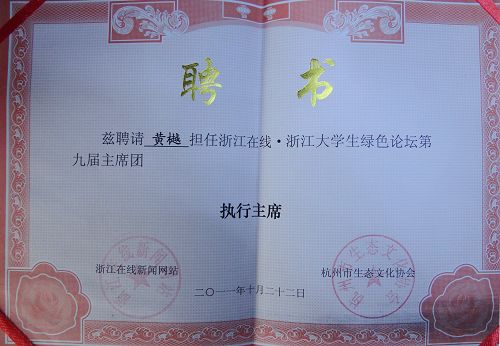 聘 书
兹聘请 黄樾 担任浙江在线·浙江大学生绿色论坛第
九届主席团
执行主席
浙江在线新闻网站 杭州市生态文化协会
二〇一一年十月二十二日